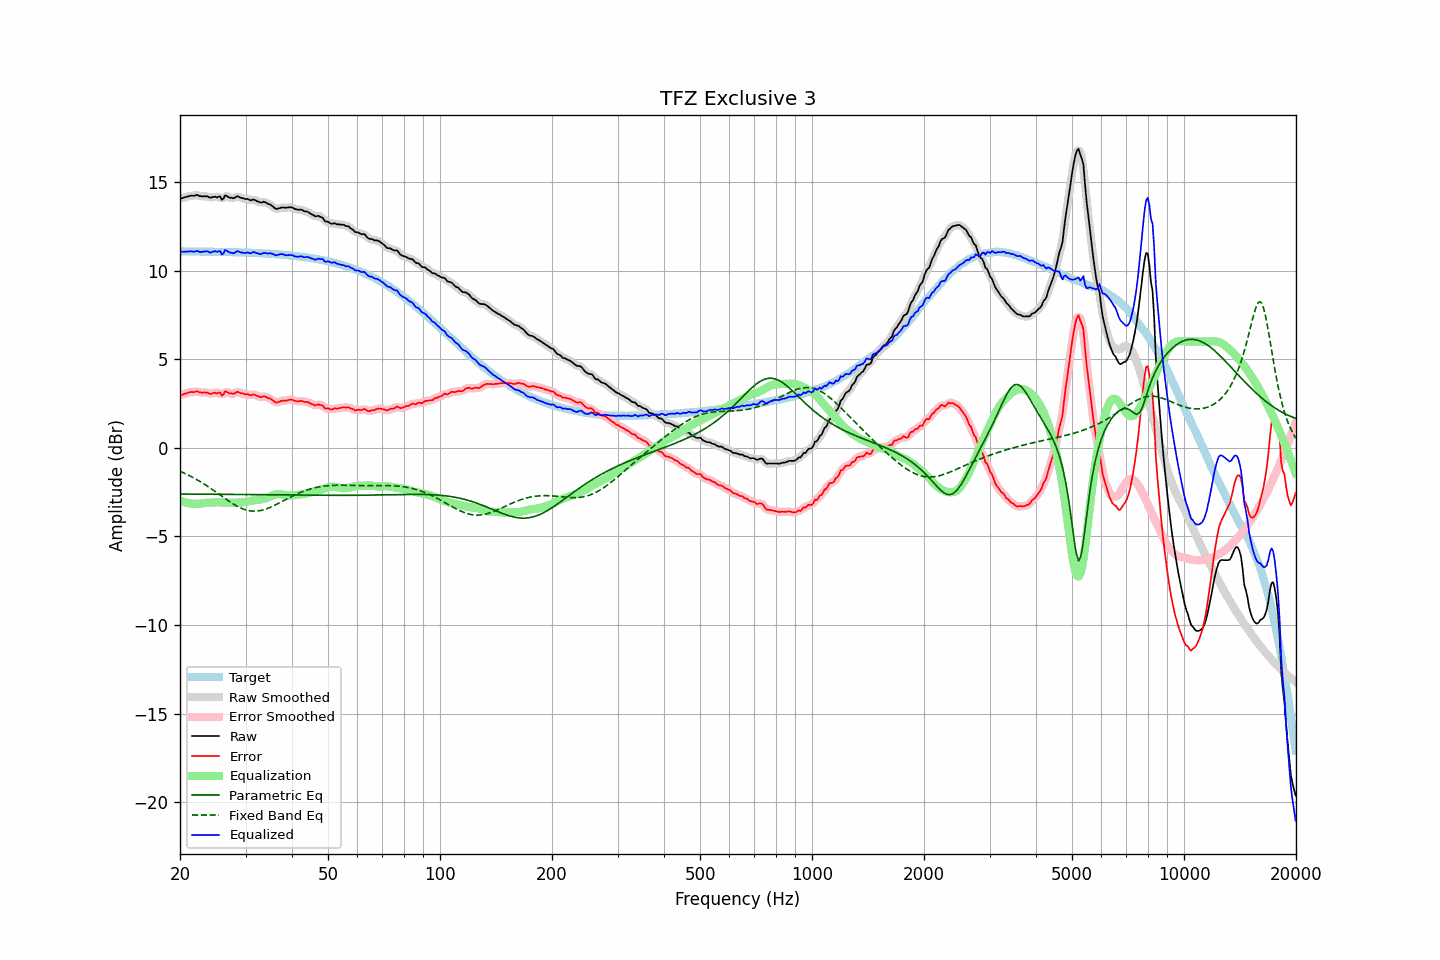 TFZ Exclusive 3
Amplitude (dBr)
15
10
5
0
−5
−10
−15
−20
Target
Raw Smoothed
Error Smoothed
Raw
Error
Equalization
Parametric Eq
Fixed Band Eq
Equalized
20 50 100 200 500 1000 2000 5000 10000 20000
Frequency (Hz)